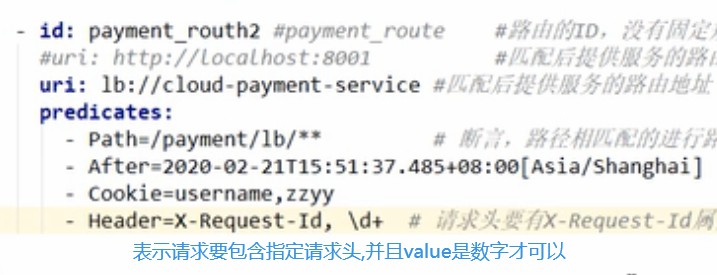 - id: payment_routh2 #payment_route #路由的ID，没有固定
#uri: http://localhost:8001 #匹配后提供服务的路由
uri: lb://cloud-payment-service #匹配后提供服务的路由地址
predicates:
- Path=/payment/lb/** # 断言，路径相匹配的进行路
- After=2020-02-21T15:51:37.485+08:00[Asia/Shanghai]
- Cookie=username,zzyy
- Header=X-Request-Id, \d+ # 请求头要有X-Request-Id属
表示请求要包含指定请求头,并且value是数字才可以